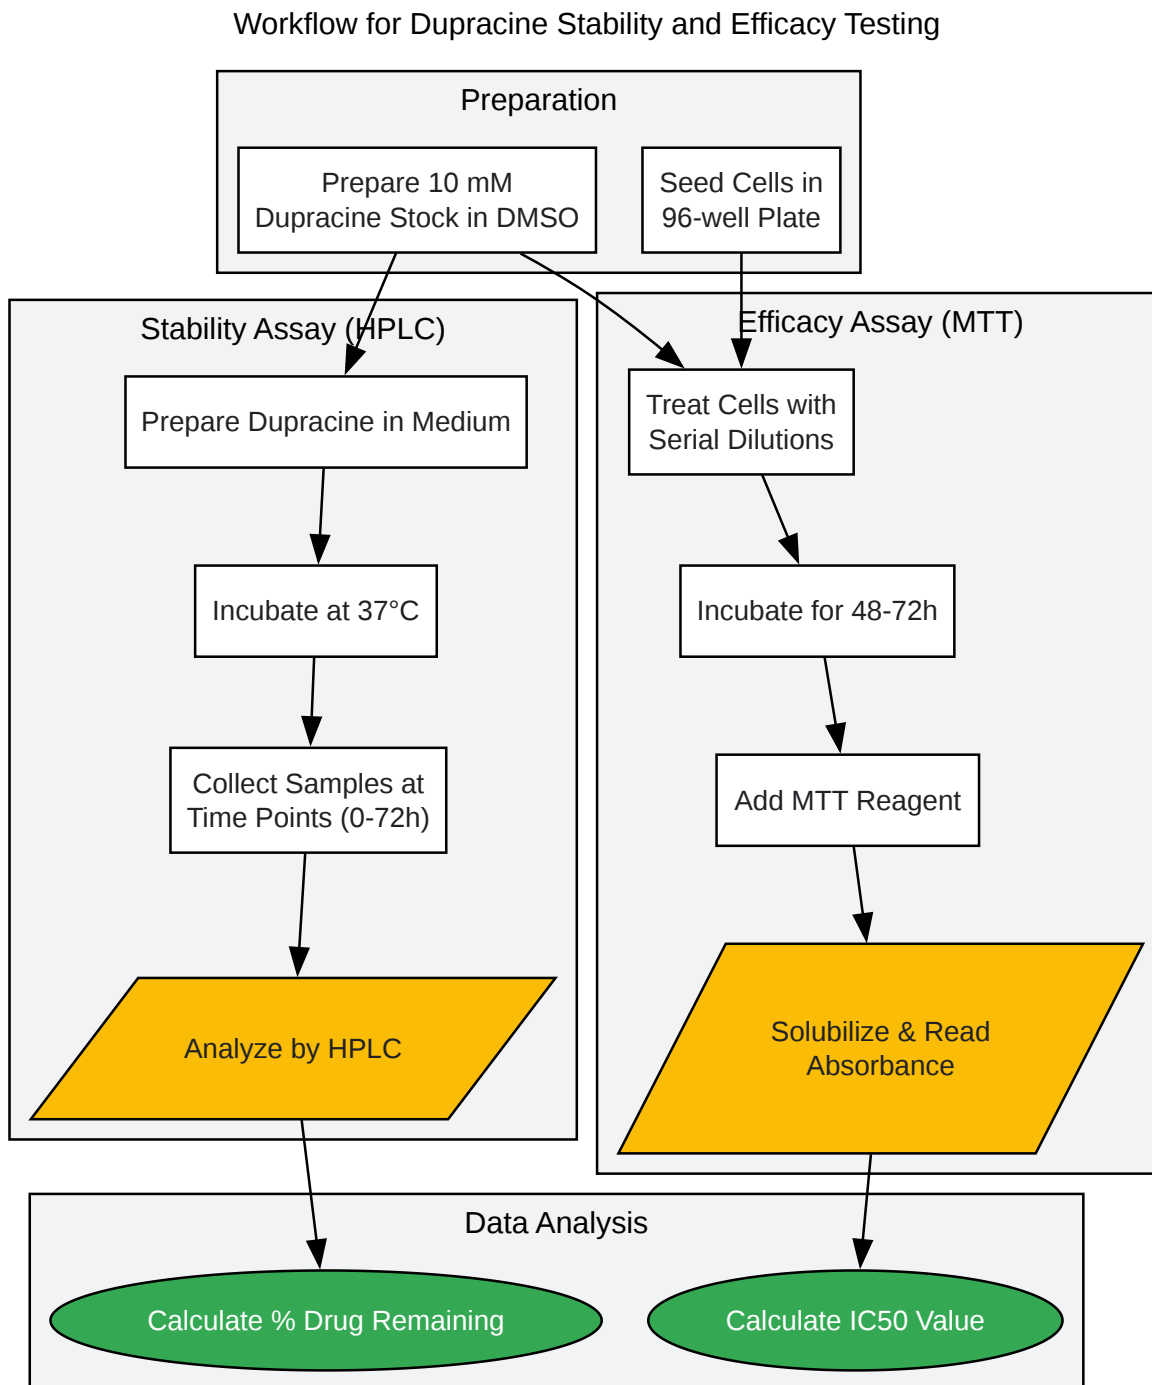 Workflow for Dupracine Stability and Efficacy Testing
Preparation
Prepare 10 mM
Dupracine Stock in DMSO
Seed Cells in
96-well Plate
Stability Assay (HPLC)
Prepare Dupracine in Medium
Incubate at 37°C
Collect Samples at
Time Points (0-72h)
Analyze by HPLC
Efficacy Assay (MTT)
Treat Cells with
Serial Dilutions
Incubate for 48-72h
Add MTT Reagent
Solubilize & Read
Absorbance
Data Analysis
Calculate % Drug Remaining
Calculate IC50 Value